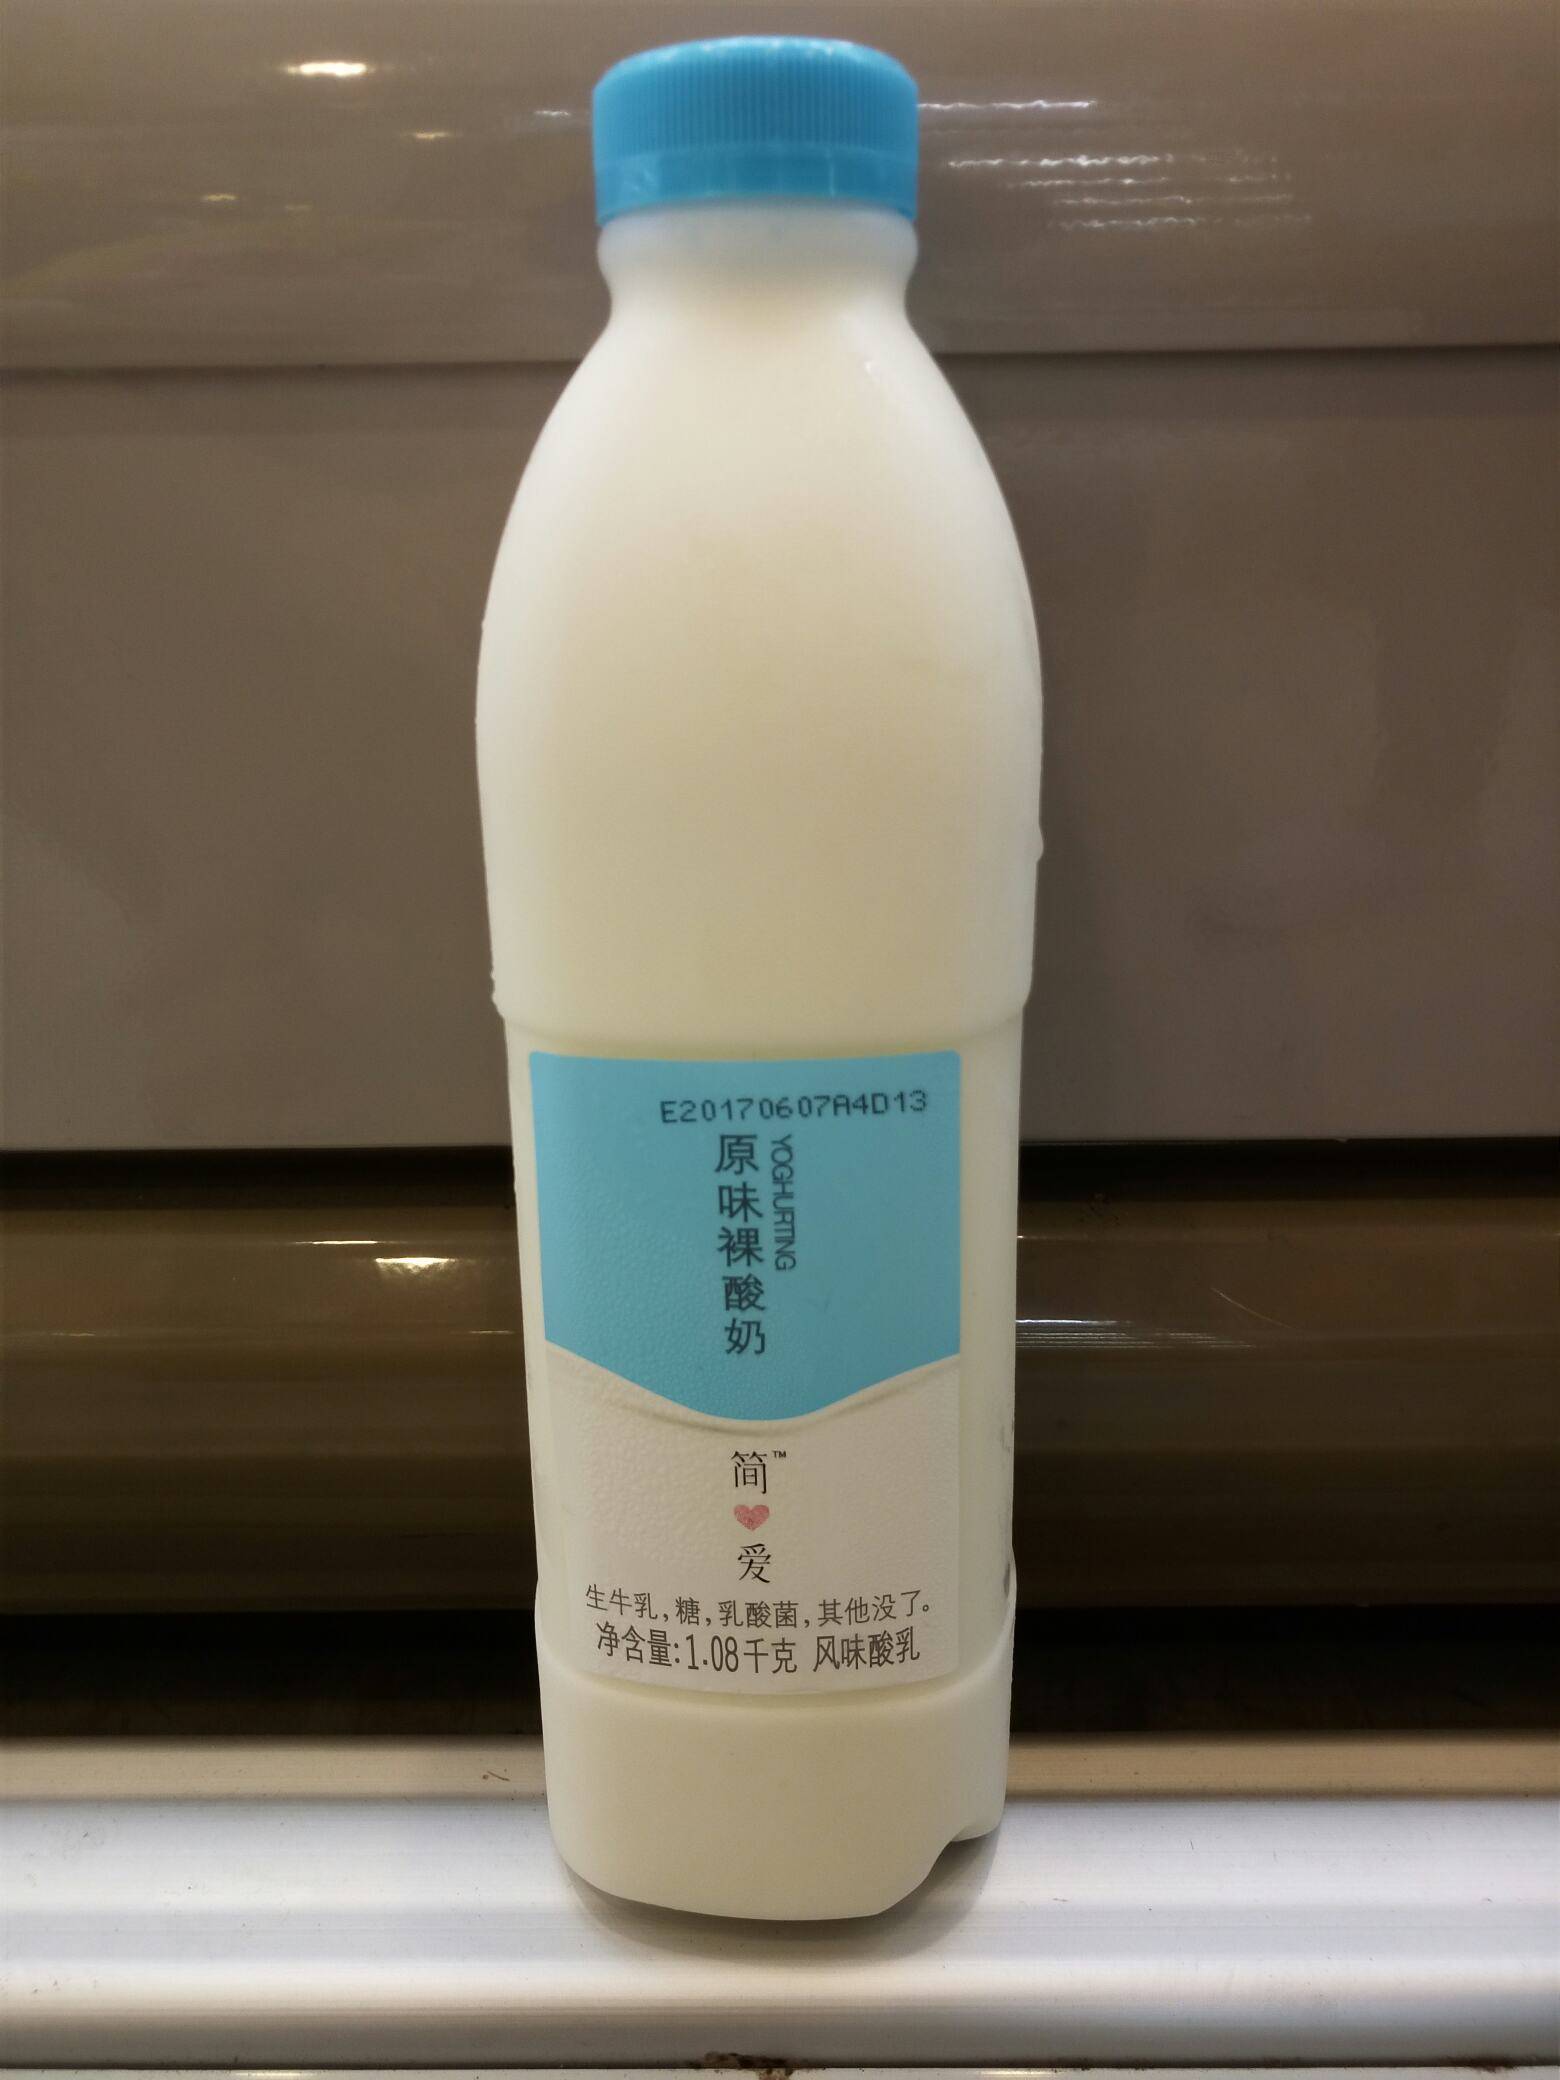 E20170607A4D13
原味裸酸奶
YOGHURTING
简™
爱
生牛乳,糖,乳酸菌,其他没了。
净含量:1.08千克 风味酸乳